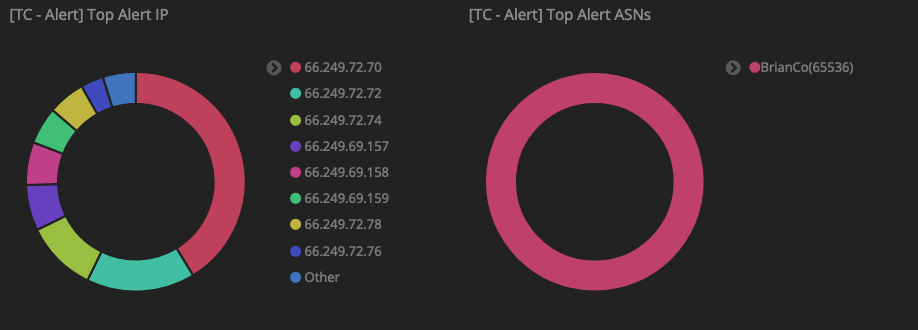 [TC - Alert] Top Alert IP
66.249.72.70
66.249.72.72
66.249.72.74
66.249.69.157
66.249.69.158
66.249.69.159
66.249.72.78
66.249.72.76
Other
[TC - Alert] Top Alert ASNs
BrianCo(65536)